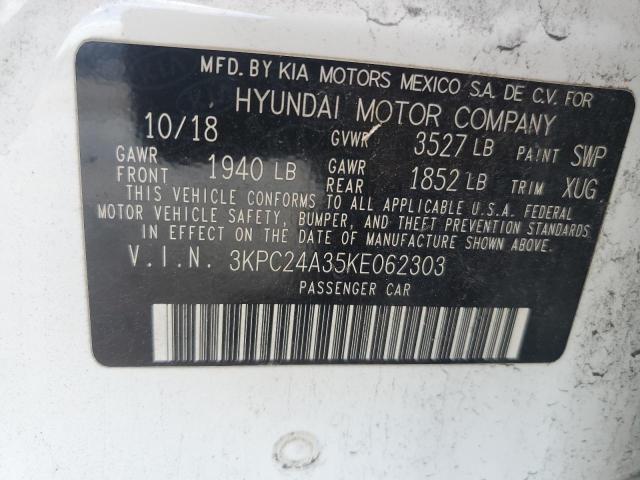 MFD. BY KIA MOTORS MEXICO S.A. DE C.V. FOR
HYUNDAI MOTOR COMPANY
10/18 GVWR 3527 LB PAINT SWP
GAWR FRONT 1940 LB GAWR REAR 1852 LB TRIM XUG
THIS VEHICLE CONFORMS TO ALL APPLICABLE U.S.A. FEDERAL
MOTOR VEHICLE SAFETY, BUMPER, AND THEFT PREVENTION STANDARDS
IN EFFECT ON THE DATE OF MANUFACTURE SHOWN ABOVE.
V.I.N. 3KPC24A35KE062303
PASSENGER CAR